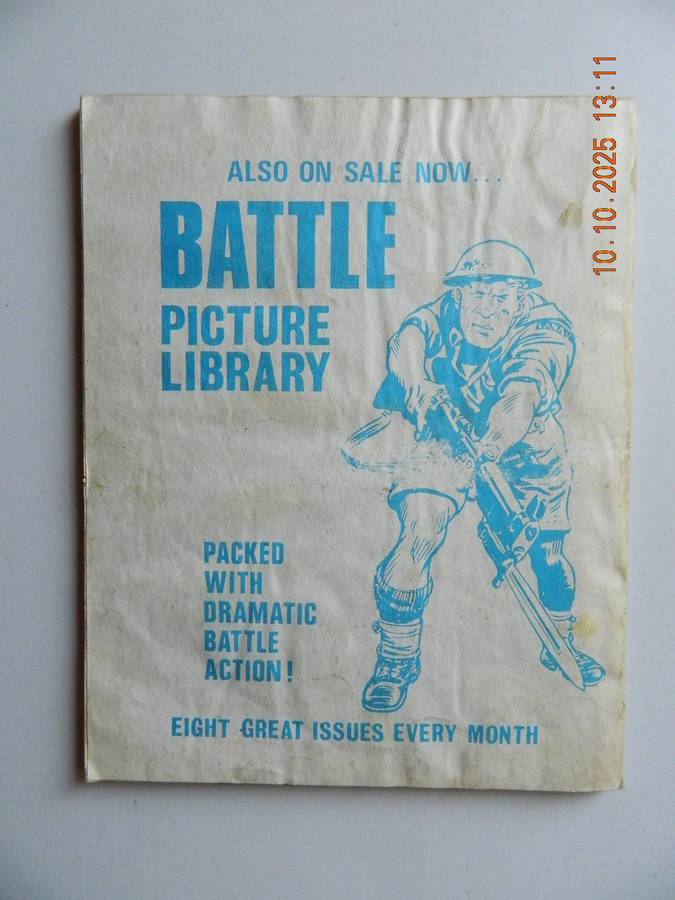 ALSO ON SALE NOW...
BATTLE
PICTURE
LIBRARY
PACKED
WITH
DRAMATIC
BATTLE
ACTION!
EIGHT GREAT ISSUES EVERY MONTH
10.10.2025 13:11